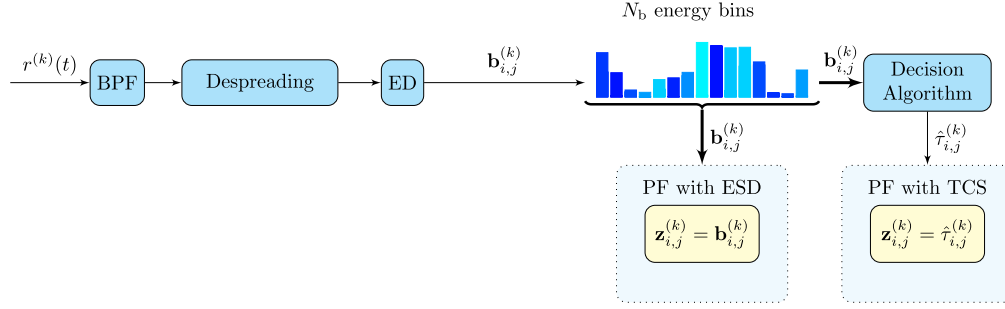 N_b energy bins
r^{(k)}(t)
BPF
Despreading
ED
b_{i,j}^{(k)}
b_{i,j}^{(k)}
Decision
Algorithm
b_{i,j}^{(k)}
τ̂_{i,j}^{(k)}
PF with ESD
z_{i,j}^{(k)} = b_{i,j}^{(k)}
PF with TCS
z_{i,j}^{(k)} = τ̂_{i,j}^{(k)}